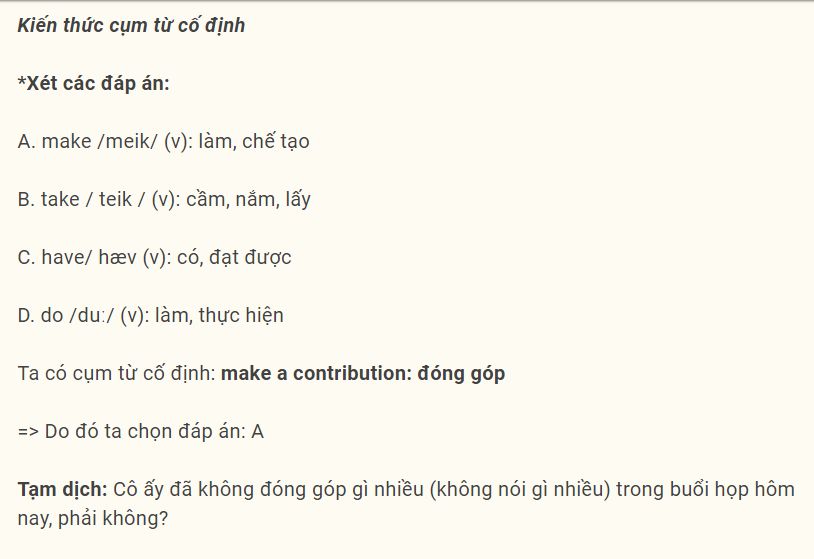 Kiến thức cụm từ cố định
*Xét các đáp án:
A. make /meik/ (v): làm, chế tạo
B. take / teik / (v): cầm, nắm, lấy
C. have/ hæv (v): có, đạt được
D. do /duː/ (v): làm, thực hiện
Ta có cụm từ cố định: make a contribution: đóng góp
=> Do đó ta chọn đáp án: A
Tạm dịch: Cô ấy đã không đóng góp gì nhiều (không nói gì nhiều) trong buổi họp hôm
nay, phải không?